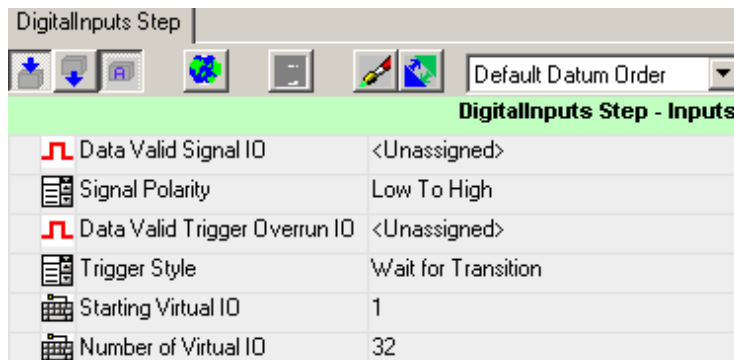 DigitalInputs Step
A
Default Datum Order
DigitalInputs Step - Inputs
Data Valid Signal IO <Unassigned>
Signal Polarity Low To High
Data Valid Trigger Overrun IO <Unassigned>
Trigger Style Wait for Transition
Starting Virtual IO 1
Number of Virtual IO 32